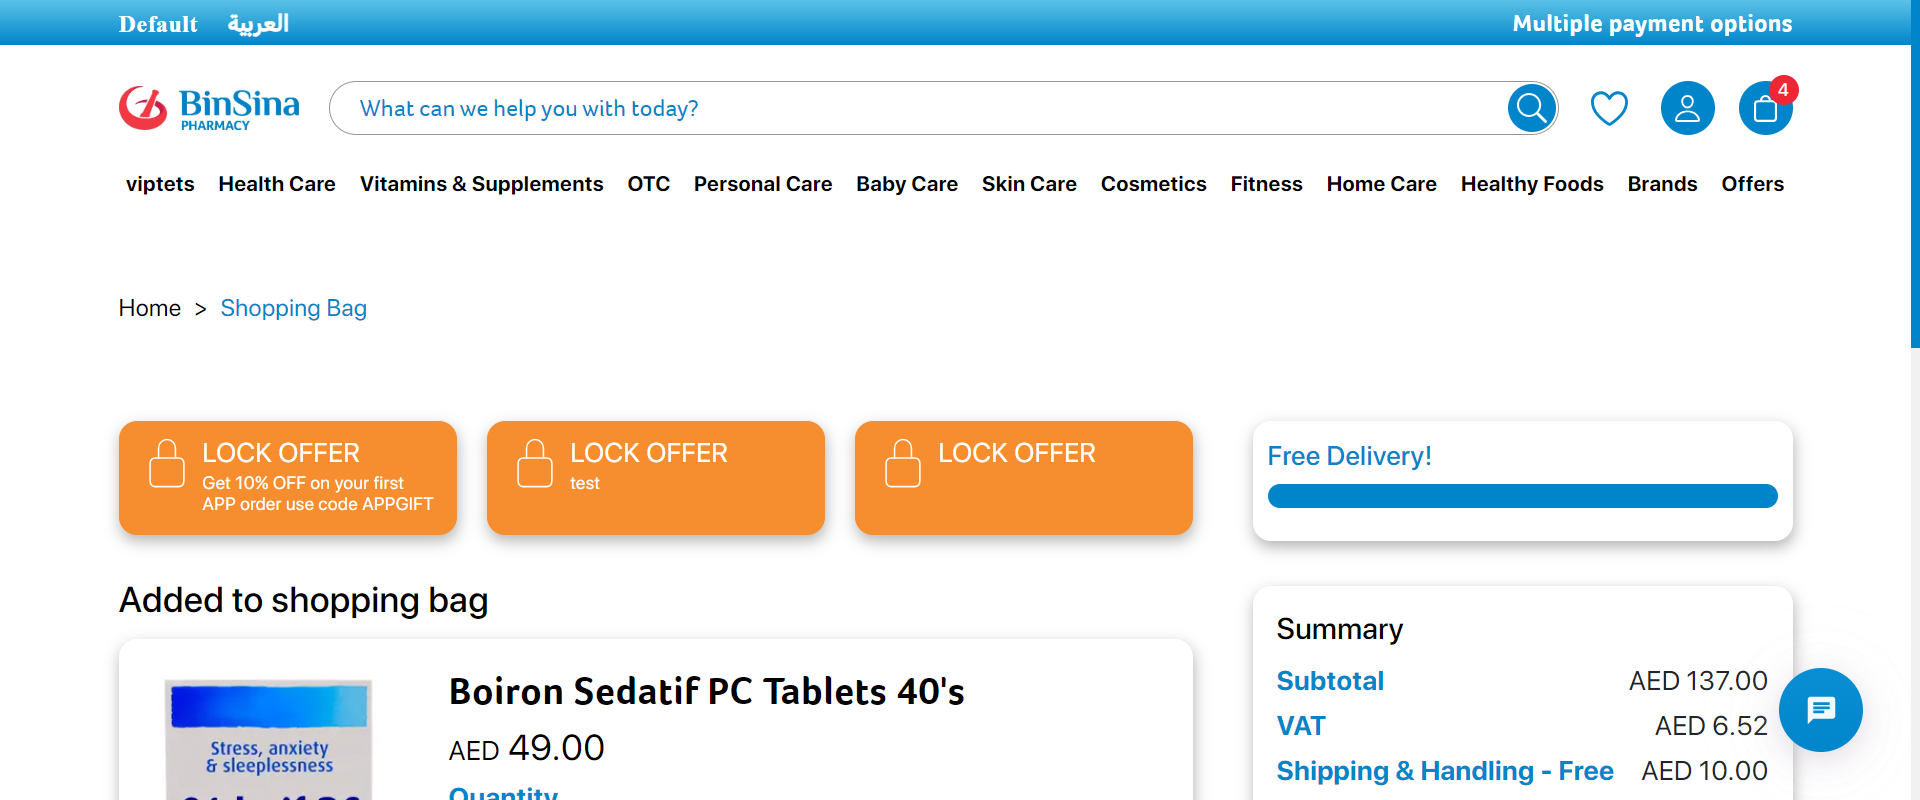 Default العربية Multiple payment options
BinSina
PHARMACY
What can we help you with today?
4
viptets Health Care Vitamins & Supplements OTC Personal Care Baby Care Skin Care Cosmetics Fitness Home Care Healthy Foods Brands Offers
Home > Shopping Bag
LOCK OFFER
Get 10% OFF on your first
APP order use code APPGIFT
LOCK OFFER
test
LOCK OFFER
Free Delivery!
Added to shopping bag
Boiron Sedatif PC Tablets 40's
AED 49.00
Quantity
Stress, anxiety
& sleeplessness
Summary
Subtotal AED 137.00
VAT AED 6.52
Shipping & Handling - Free AED 10.00